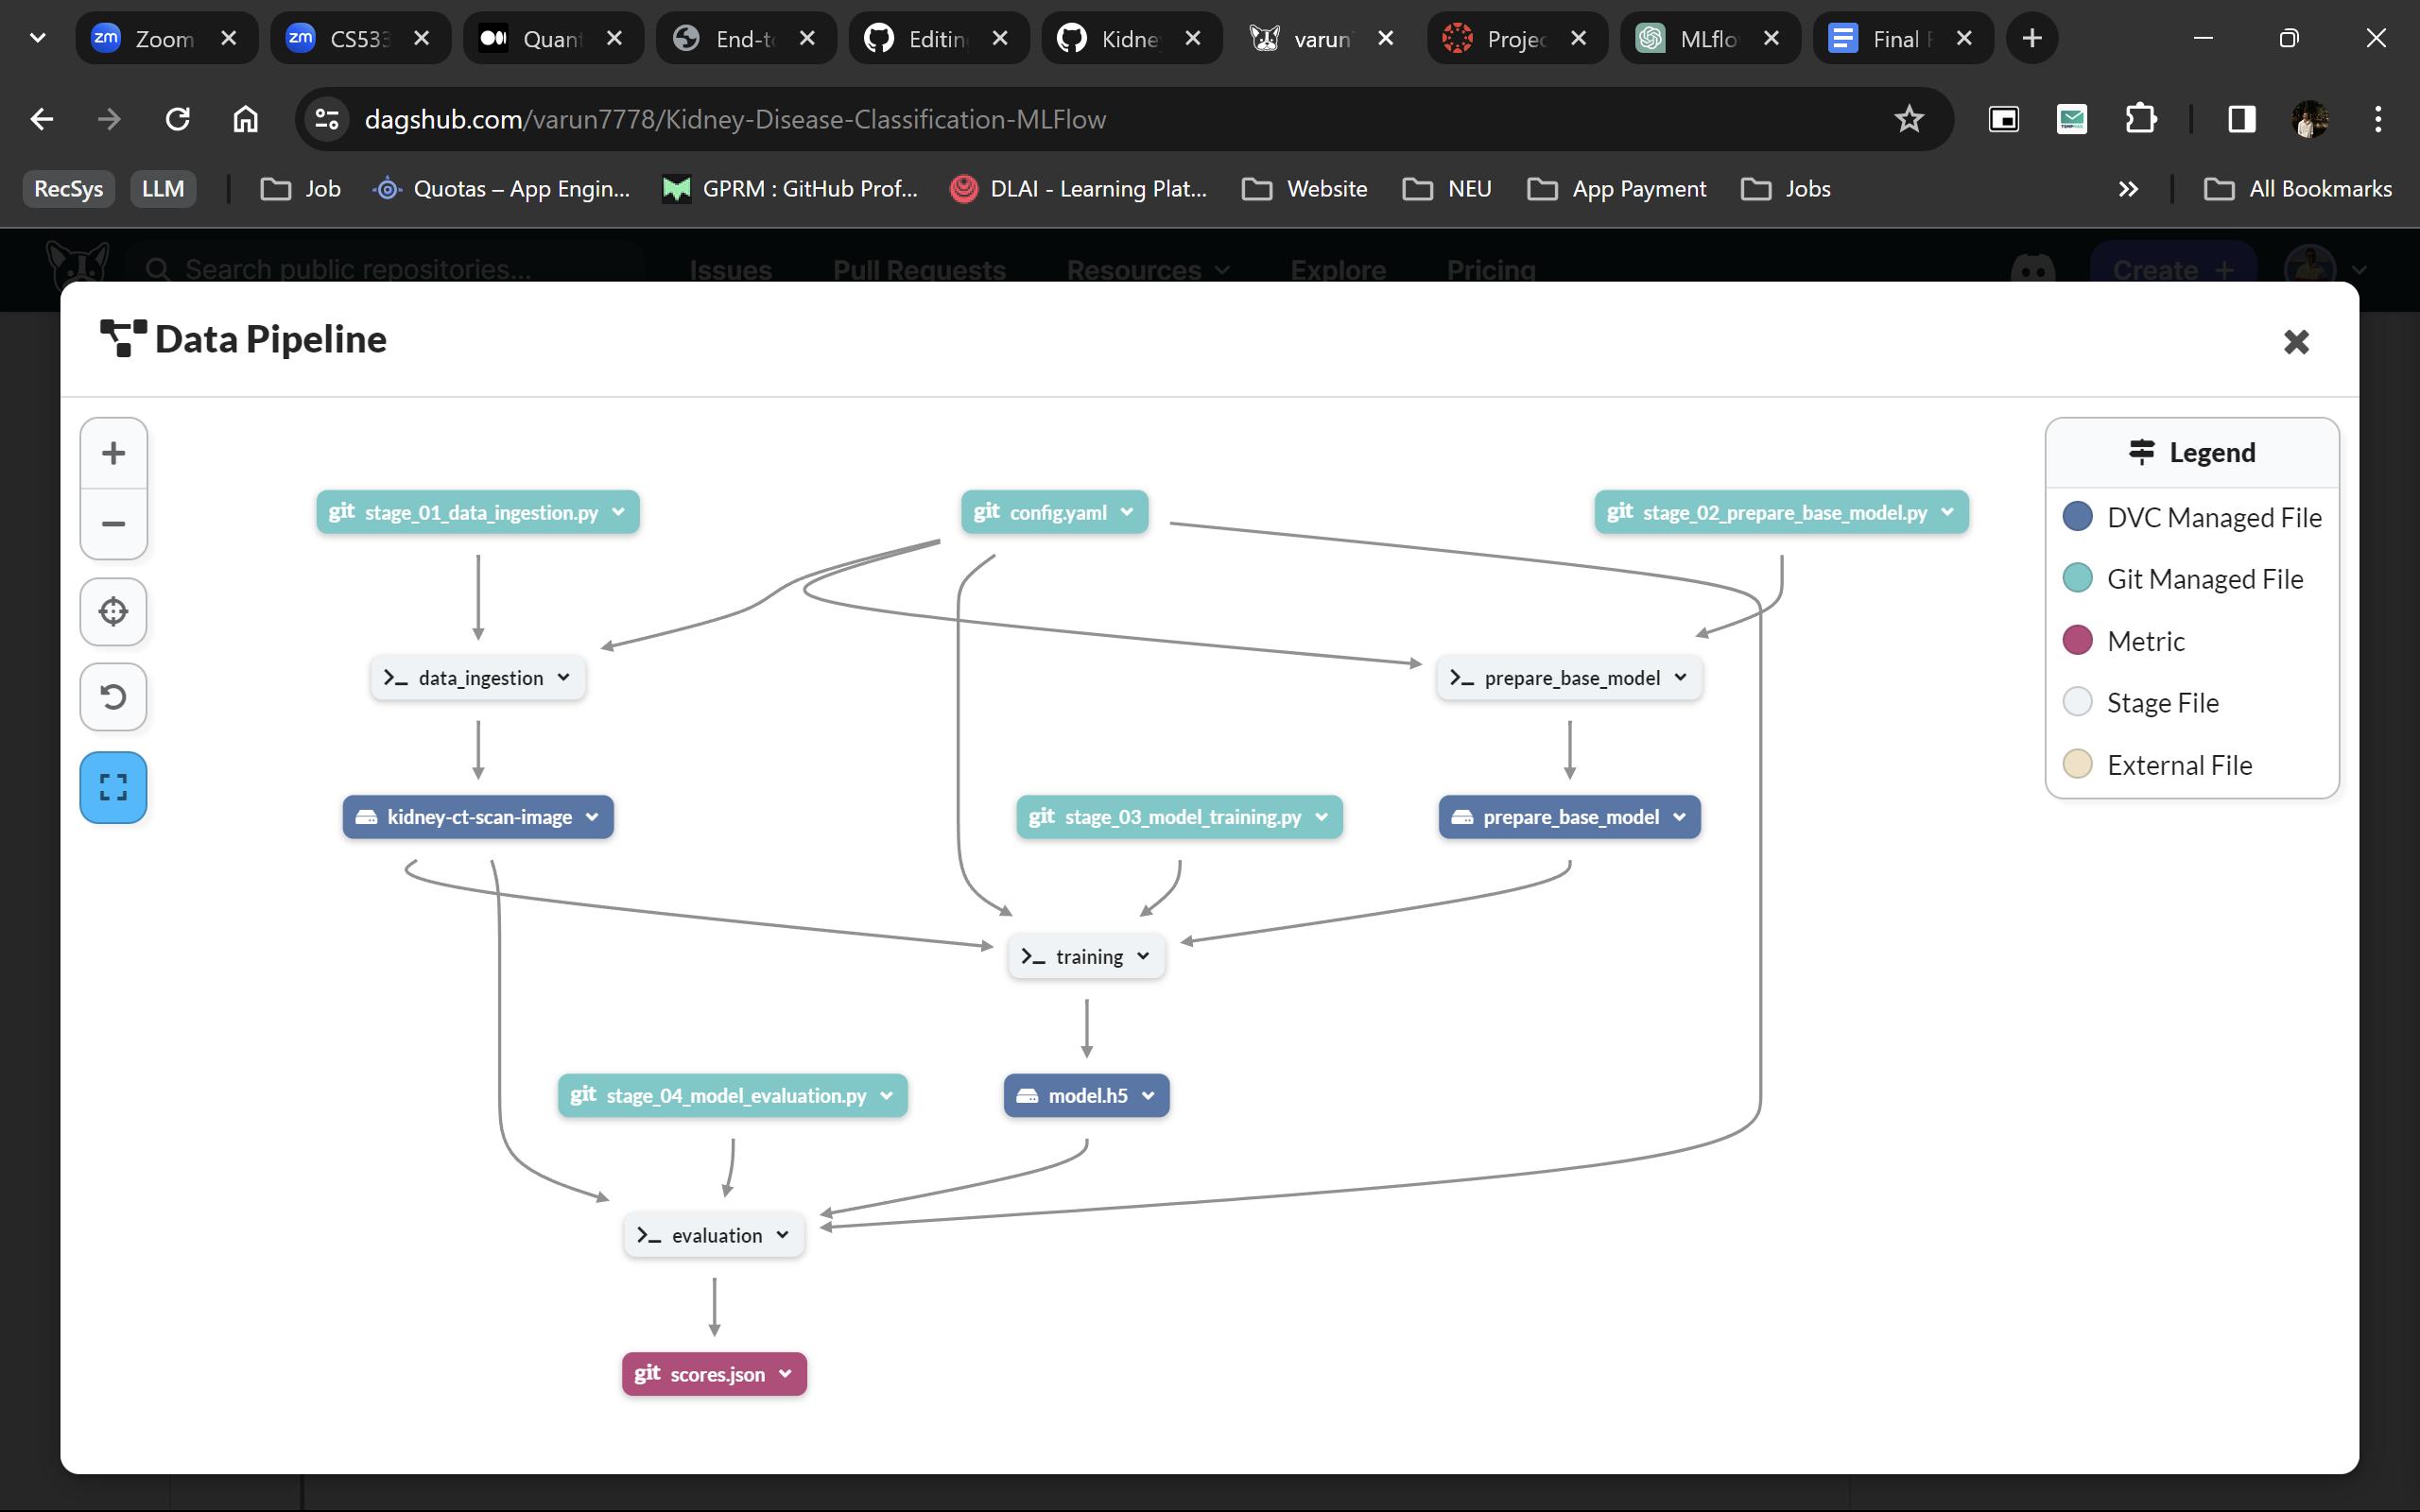 Zoom
CS533
Quant
End-to
Editin
Kidne
varun
Projec
MLflo
Final
dagshub.com/varun7778/Kidney-Disease-Classification-MLFlow
RecSys
LLM
Job
Quotas – App Engin...
GPRM : GitHub Prof...
DLAI - Learning Plat...
Website
NEU
App Payment
Jobs
All Bookmarks
Search public repositories...
Issues
Pull Requests
Resources
Explore
Pricing
Create +
Data Pipeline
Legend
DVC Managed File
Git Managed File
Metric
Stage File
External File
git stage_01_data_ingestion.py
git config.yaml
git stage_02_prepare_base_model.py
>_ data_ingestion
>_ prepare_base_model
kidney-ct-scan-image
git stage_03_model_training.py
prepare_base_model
>_ training
git stage_04_model_evaluation.py
model.h5
>_ evaluation
git scores.json